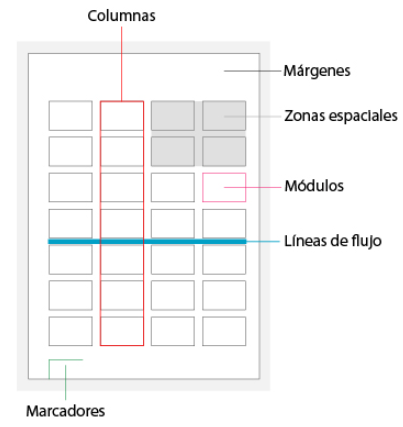 Columnas
Márgenes
Zonas espaciales
Módulos
Líneas de flujo
Marcadores